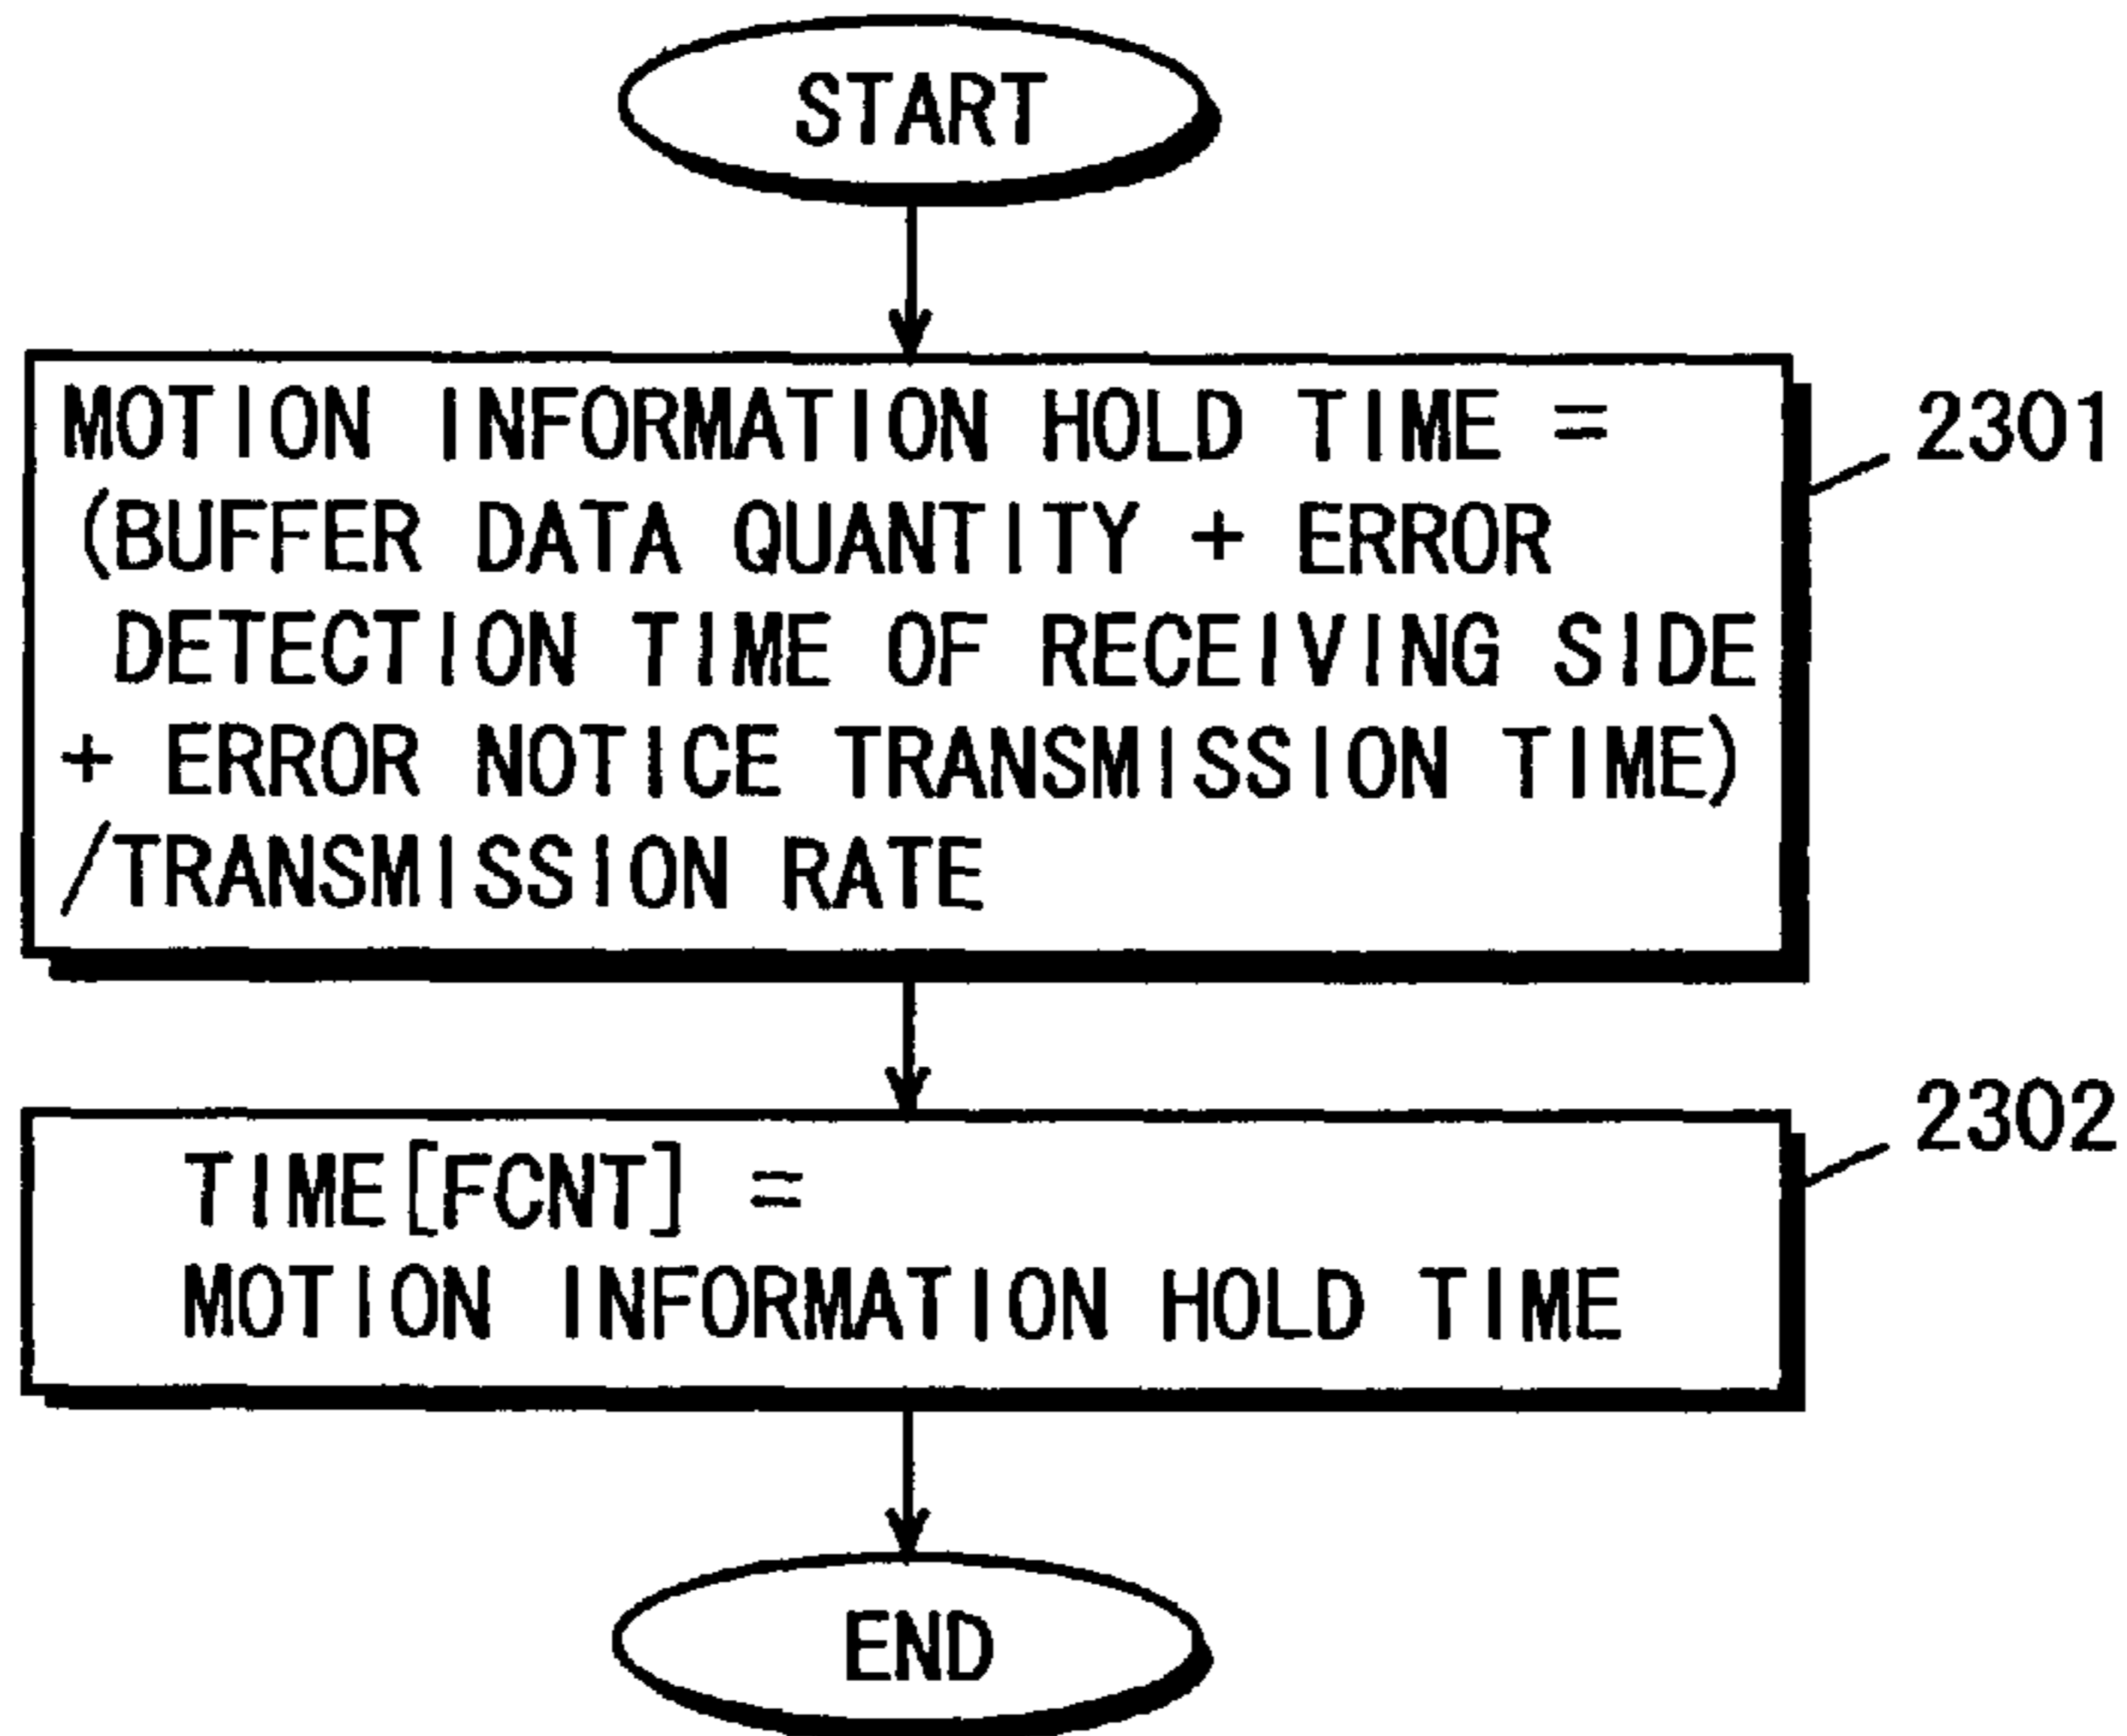 START
MOTION INFORMATION HOLD TIME =
(BUFFER DATA QUANTITY + ERROR
DETECTION TIME OF RECEIVING SIDE
+ ERROR NOTICE TRANSMISSION TIME)
/TRANSMISSION RATE
2301
TIME[FCNT] =
MOTION INFORMATION HOLD TIME
2302
END